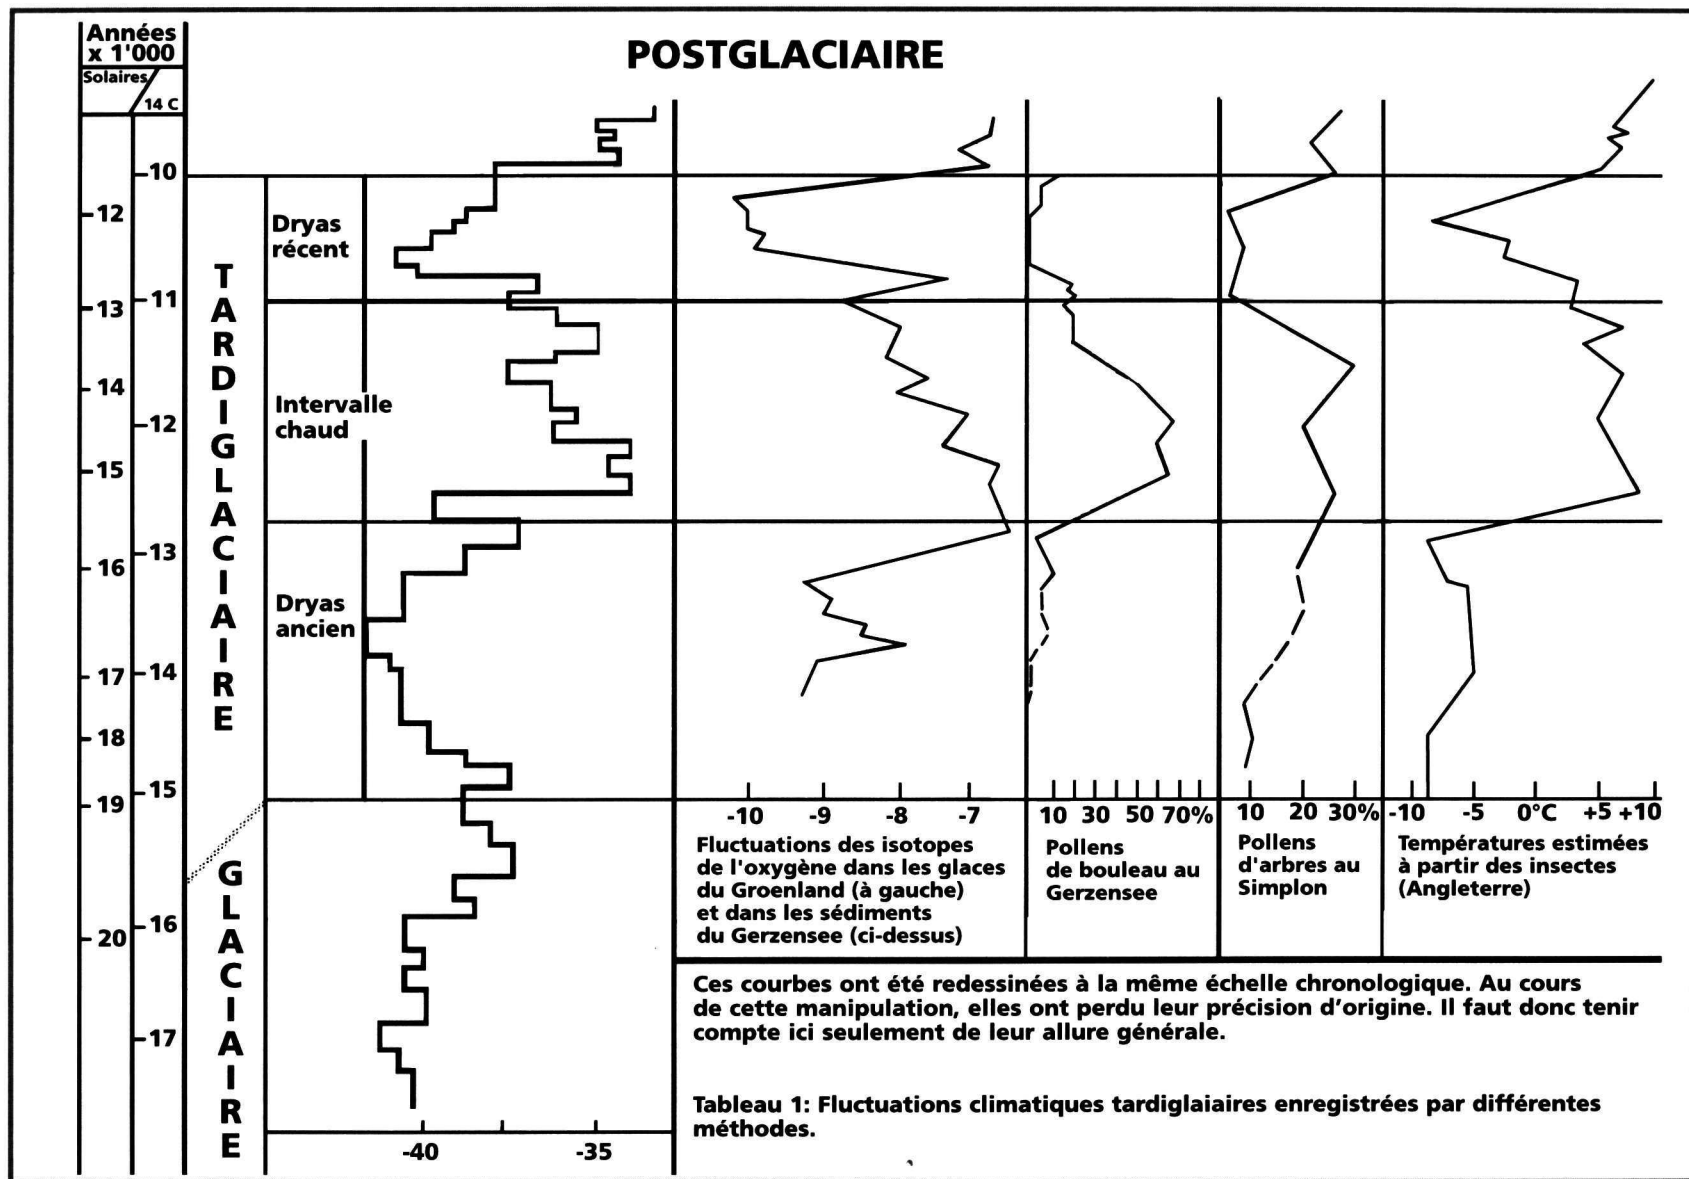 Années
x 1'000
Solaires
14 C
POSTGLACIAIRE
-10
-12
-11
-13
-14
-12
-15
-13
-16
-17
-14
-18
-15
-19
-16
-20
-17
TARDIGLACIAIRE
GLACIAIRE
Dryas
récent
Intervalle
chaud
Dryas
ancien
-40 -35
-10 -9 -8 -7
Fluctuations des isotopes
de l'oxygène dans les glaces
du Groenland (à gauche)
et dans les sédiments
du Gerzensee (ci-dessus)
10 30 50 70%
Pollens
de bouleau au
Gerzensee
10 20 30%
Pollens
d'arbres au
Simplon
-10 -5 0°C +5 +10
Températures estimées
à partir des insectes
(Angleterre)
Ces courbes ont été redessinées à la même échelle chronologique. Au cours
de cette manipulation, elles ont perdu leur précision d'origine. Il faut donc tenir
compte ici seulement de leur allure générale.
Tableau 1: Fluctuations climatiques tardiglaiaires enregistrées par différentes
méthodes.